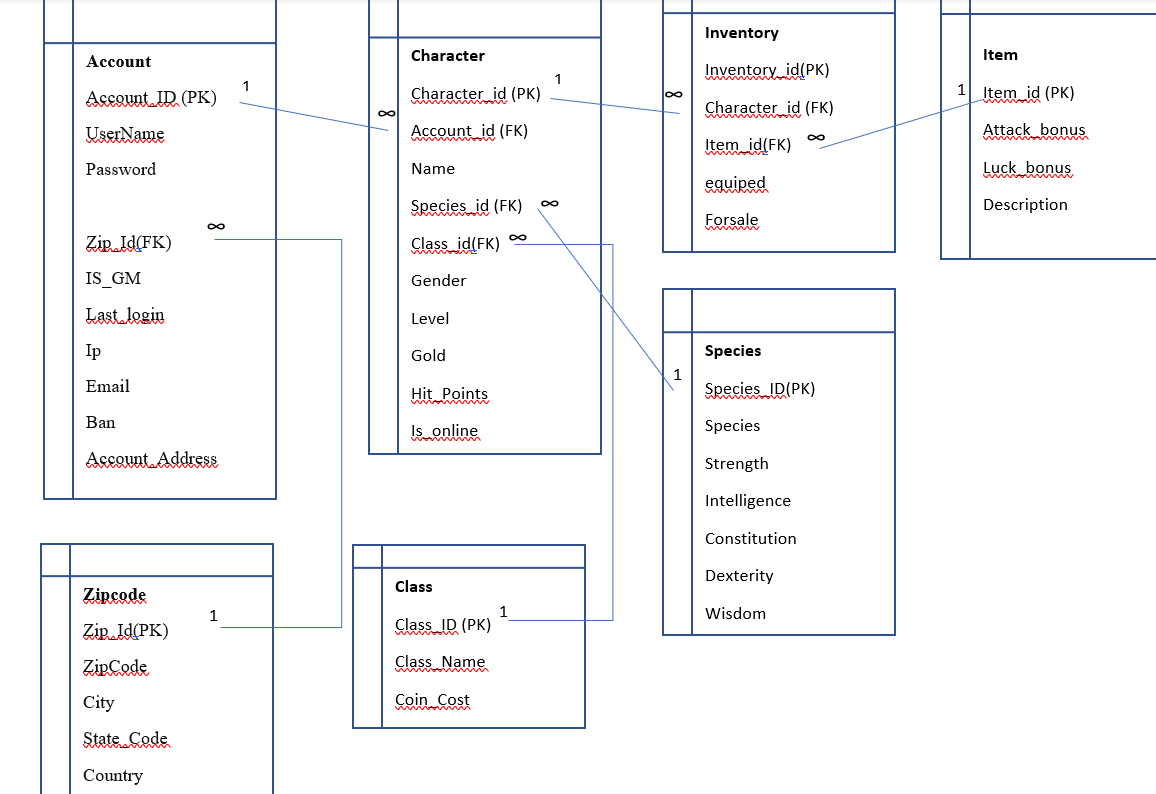 Account
Account_ID (PK)
UserName
Password
Zip_Id(FK)
IS_GM
Last_login
Ip
Email
Ban
Account_Address
1
∞
∞
Character
Character_id (PK)
Account_id (FK)
Name
Species_id (FK)
Class_id(FK)
Gender
Level
Gold
Hit_Points
Is_online
1
∞
∞
∞
Inventory
Inventory_id(PK)
Character_id (FK)
Item_id(FK)
equiped
Forsale
∞
1
Item
Item_id (PK)
Attack_bonus
Luck_bonus
Description
Zipcode
Zip_Id(PK)
ZipCode
City
State_Code
Country
1
Class
Class_ID (PK)
Class_Name
Coin_Cost
1
1
Species
Species_ID(PK)
Species
Strength
Intelligence
Constitution
Dexterity
Wisdom